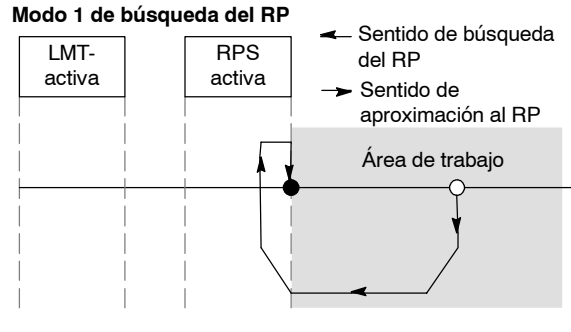 Modo 1 de búsqueda del RP
LMT-
activa
RPS
activa
Sentido de búsqueda
del RP
Sentido de
aproximación al RP
Área de trabajo